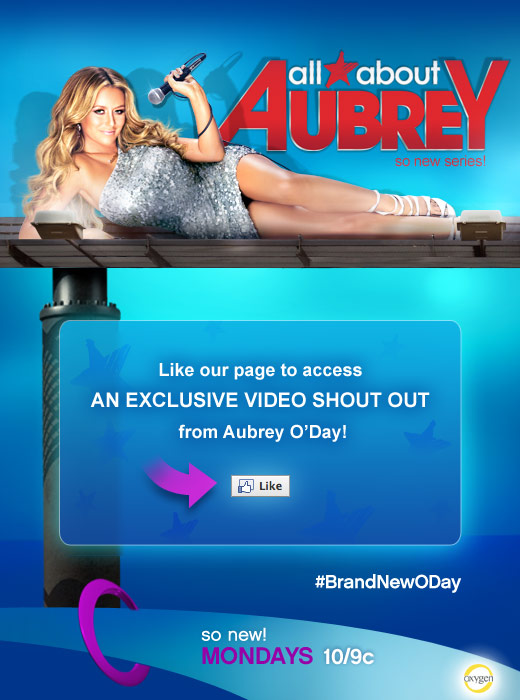 all★about
AUBREY
so new series!
Like our page to access
AN EXCLUSIVE VIDEO SHOUT OUT
from Aubrey O'Day!
Like
#BrandNewODay
so new!
MONDAYS 10/9c
oxygen